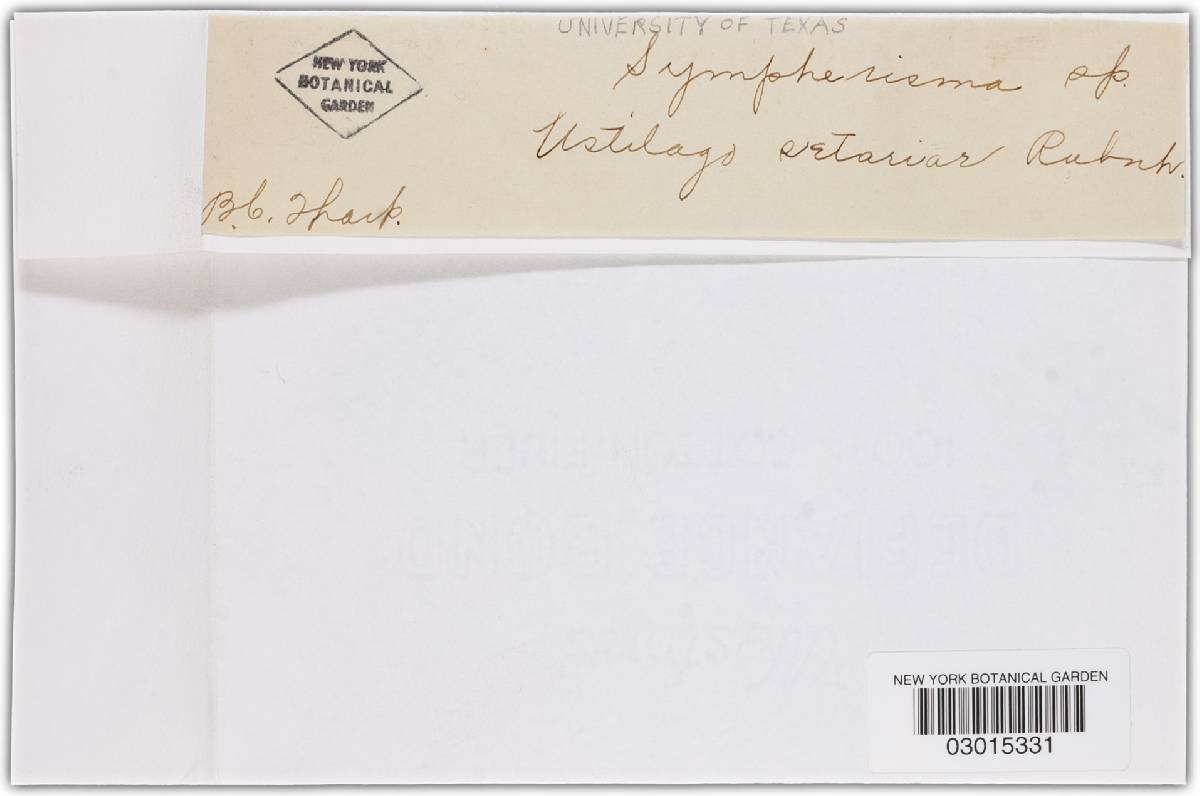 UNIVERSITY OF TEXAS
NEW YORK
BOTANICAL
GARDEN
Sympherisma sp.
Ustilago setariae Rabnh.
B.C. Tharp.
NEW YORK BOTANICAL GARDEN
03015331